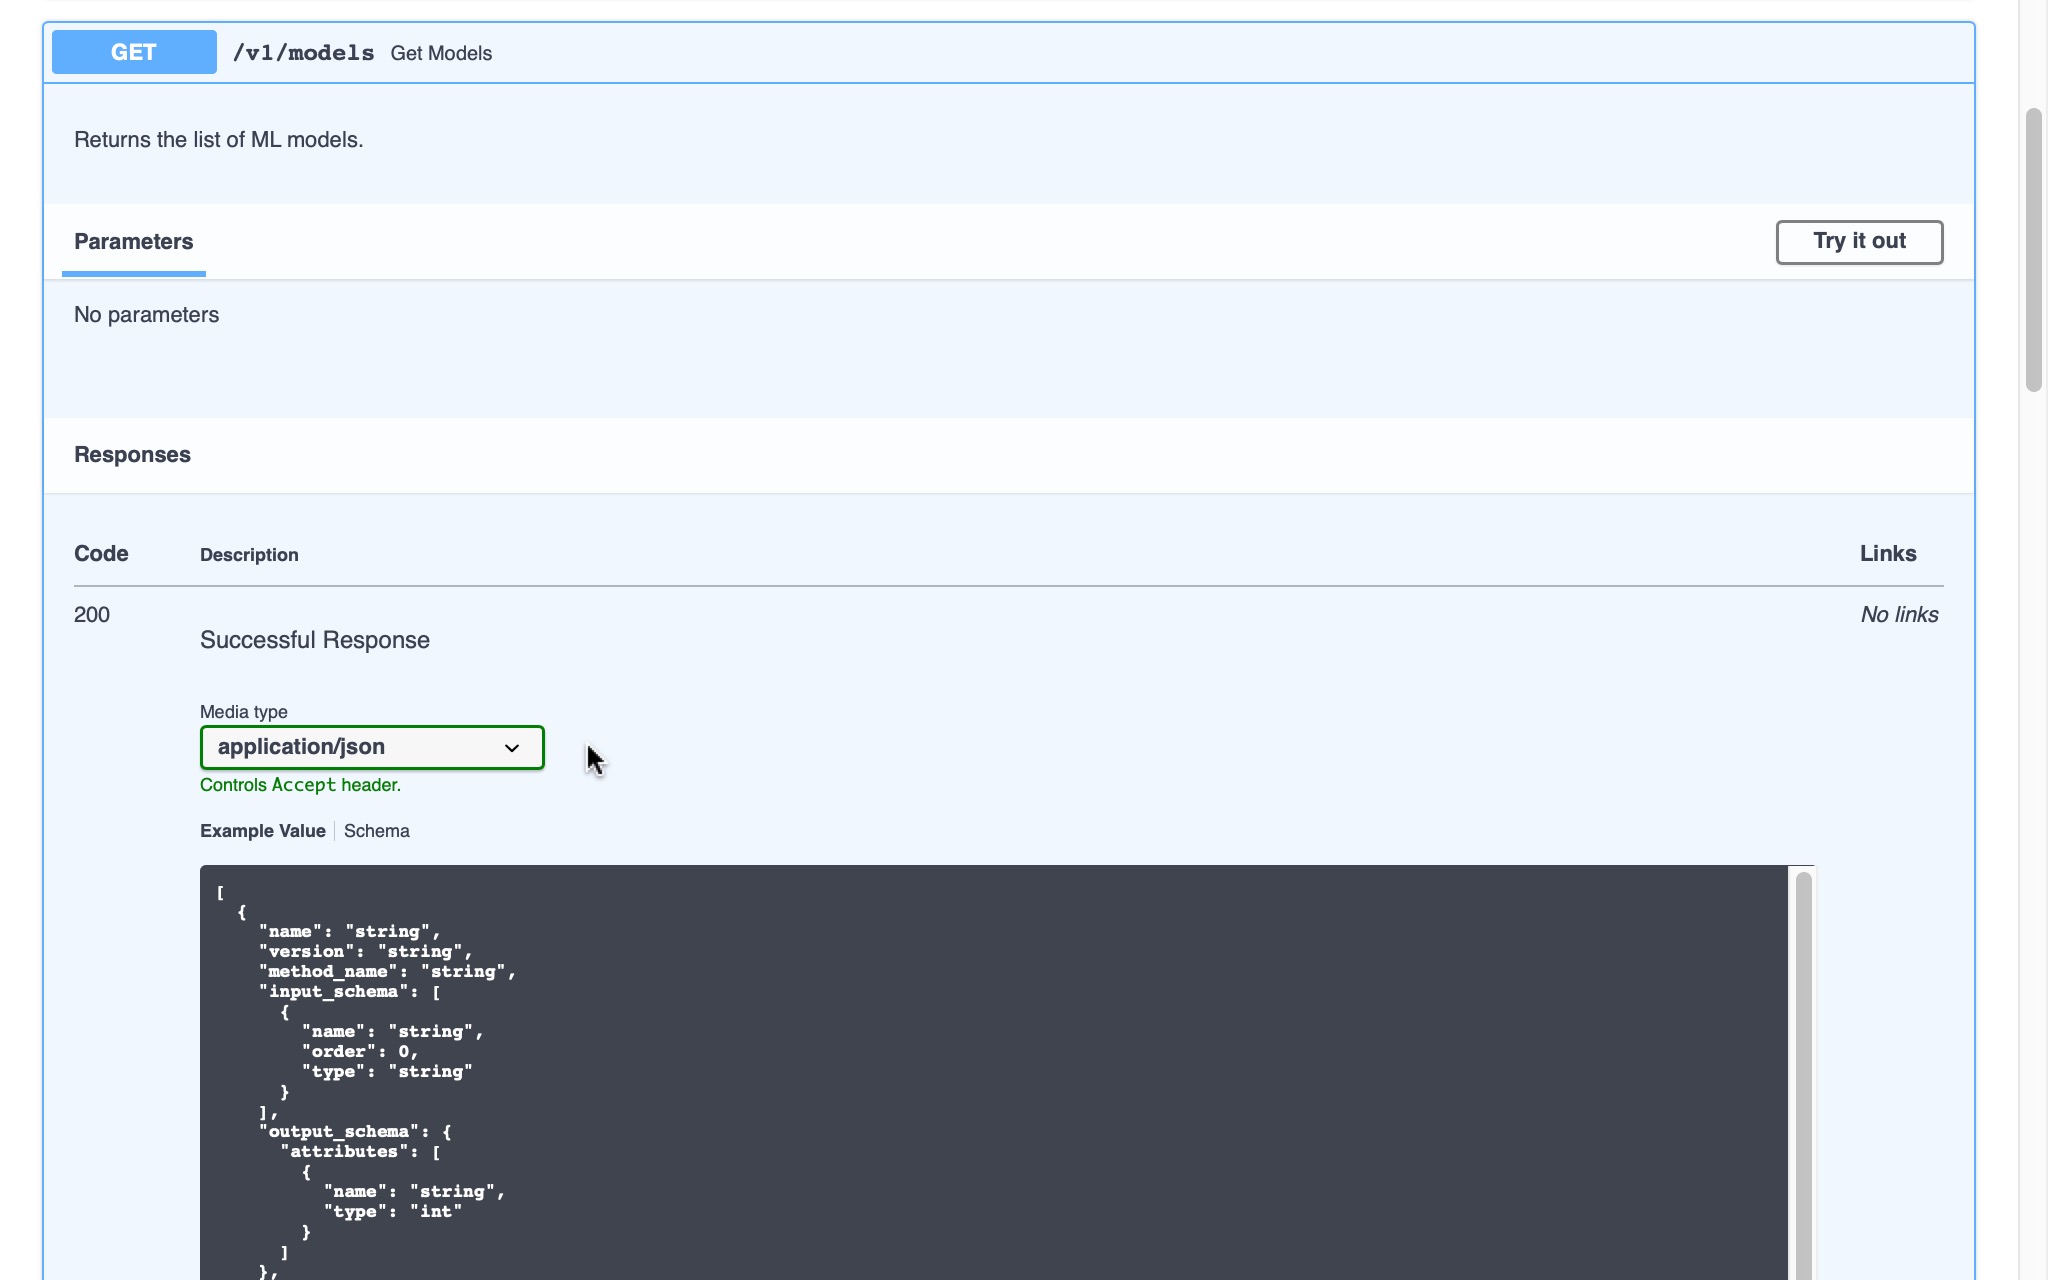 GET /v1/models Get Models
Returns the list of ML models.
Parameters
Try it out
No parameters
Responses
Code Description Links
200
Successful Response
No links
Media type
application/json
Controls Accept header.
Example Value Schema
[
  {
    "name": "string",
    "version": "string",
    "method_name": "string",
    "input_schema": [
      {
        "name": "string",
        "order": 0,
        "type": "string"
      }
    ],
    "output_schema": {
      "attributes": [
        {
          "name": "string",
          "type": "int"
        }
      ]
    },